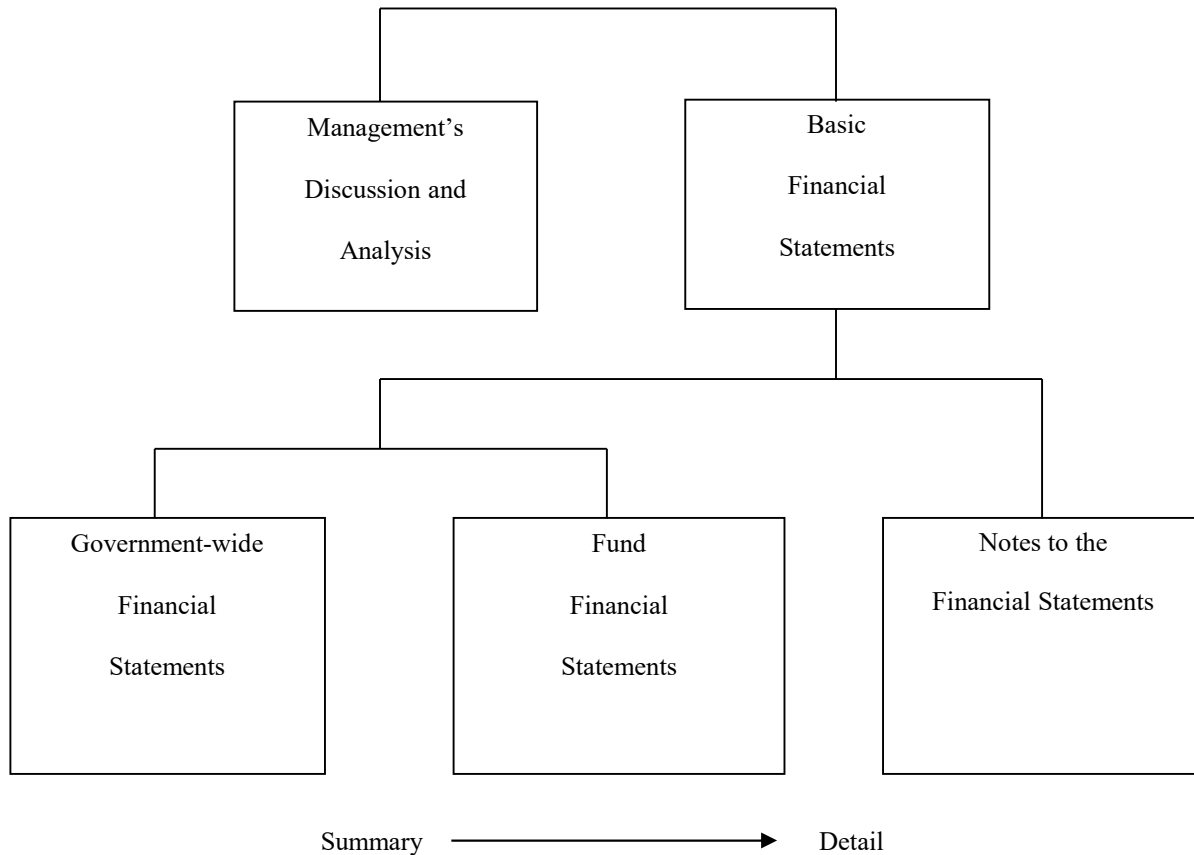 Management’s
Discussion and
Analysis
Basic
Financial
Statements
Government-wide
Financial
Statements
Fund
Financial
Statements
Notes to the
Financial Statements
Summary
Detail